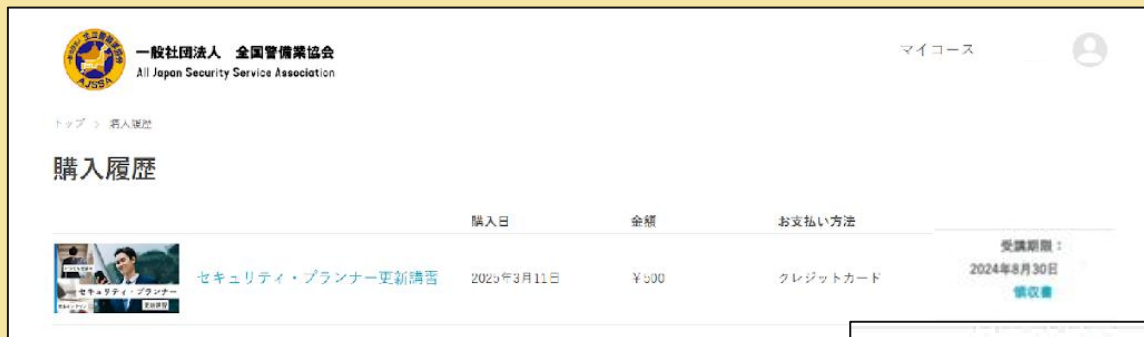 一般社団法人 全国警備業協会
All Japan Security Service Association
AJSSA
マイコース
トップ > 購入履歴
購入履歴
購入日 金額 お支払い方法
セキュリティ・プランナー更新講習 2025年3月11日 ¥500 クレジットカード
受講期限：
2024年8月30日
領収書
セキュリティ・プランナー
更新講習